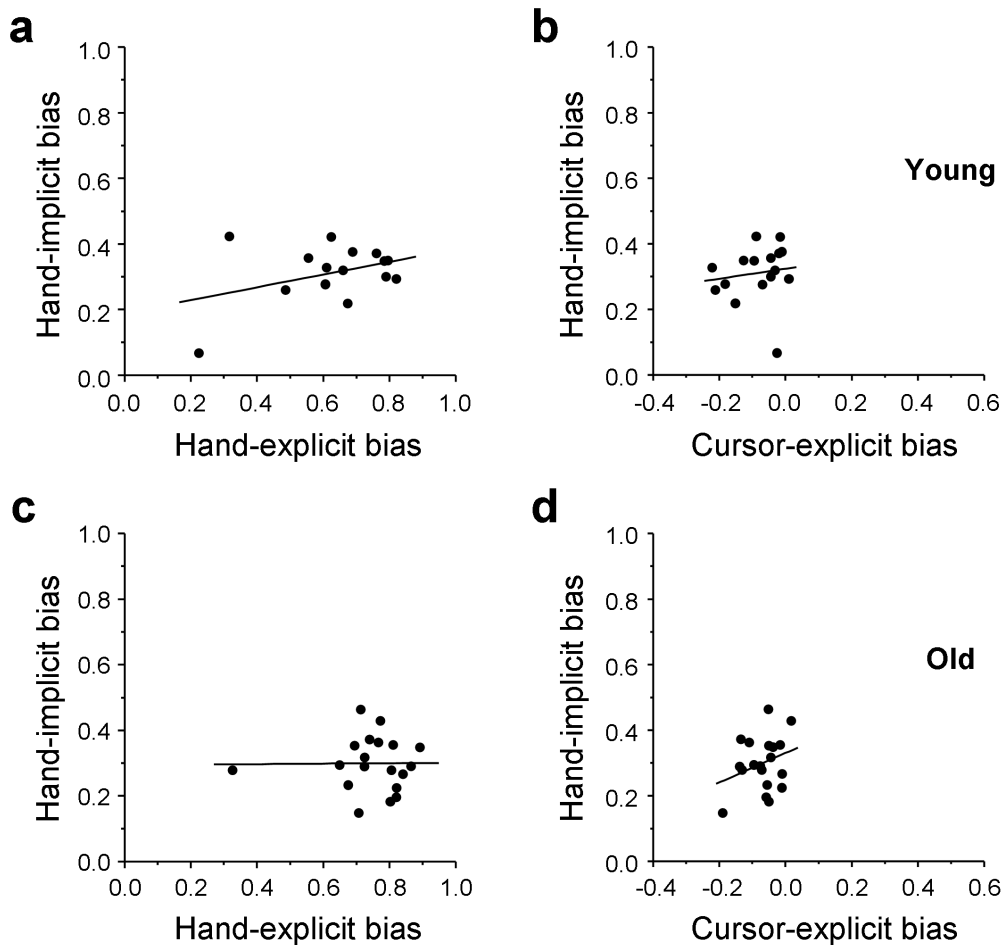 a
1.0
0.8
0.6
0.4
0.2
0.0
Hand-implicit bias
0.0 0.2 0.4 0.6 0.8 1.0
Hand-explicit bias
b
1.0
0.8
0.6
0.4
0.2
0.0
Hand-implicit bias
Young
-0.4 -0.2 0.0 0.2 0.4 0.6
Cursor-explicit bias
c
1.0
0.8
0.6
0.4
0.2
0.0
Hand-implicit bias
0.0 0.2 0.4 0.6 0.8 1.0
Hand-explicit bias
d
1.0
0.8
0.6
0.4
0.2
0.0
Hand-implicit bias
Old
-0.4 -0.2 0.0 0.2 0.4 0.6
Cursor-explicit bias